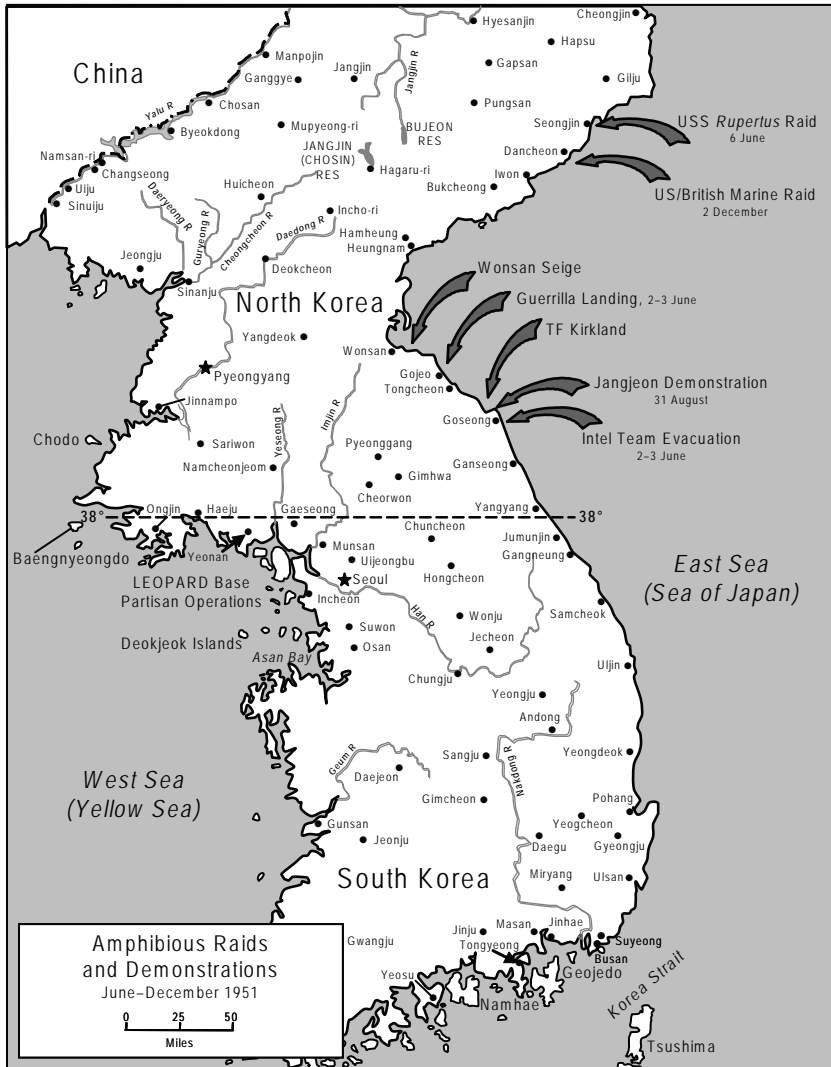 Cheongjin
Hyesanjin
Hapsu
China
Manpojin
Gapsan
Ganggye
Jangjin
Jangjin R
Gilju
Yalu R
Chosan
Pungsan
Byeokdong
Mupyeong-ri
BUJEON
RES
Seongjin
USS Rupertus Raid
6 June
JANGJIN
(CHOSIN)
RES
Dancheon
Namsan-ri
Changseong
Hagaru-ri
Iwon
Uiju
Huicheon
Bukcheong
US/British Marine Raid
2 December
Sinuiju
Daeryeong R
Guryeong R
Cheongcheon R
Incho-ri
Daedong R
Hamheung
Heungnam
Jeongju
Deokcheon
Wonsan Seige
Sinanju
North Korea
Guerrilla Landing, 2–3 June
TF Kirkland
Yangdeok
Wonsan
Pyeongyang
Gojeo
Tongcheon
Jangjeon Demonstration
31 August
Jinnampo
Yeseong R
Imjin R
Goseong
Chodo
Sariwon
Pyeonggang
Intel Team Evacuation
2–3 June
Namcheonjeom
Gimhwa
Ganseong
Cheorwon
Ongjin
Haeju
Gaeseong
Yangyang
38°
38°
Chuncheon
Jumunjin
Baengnyeongdo
Yeonan
Munsan
Uijeongbu
Gangneung
LEOPARD Base
Partisan Operations
Seoul
Hongcheon
East Sea
(Sea of Japan)
Incheon
Han R
Wonju
Samcheok
Deokjeok Islands
Suwon
Osan
Jecheon
Asan Bay
Chungju
Uljin
Yeongju
Andong
Geum R
Sangju
Nakdong R
Yeongdeok
West Sea
(Yellow Sea)
Daejeon
Gimcheon
Pohang
Gunsan
Yeogcheon
Jeonju
Daegu
Gyeongju
South Korea
Miryang
Ulsan
Jinju
Masan
Jinhae
Suyeong
Gwangju
Tongyeong
Busan
Geojedo
Yeosu
Namhae
Korea Strait
Tsushima
Amphibious Raids
and Demonstrations
June–December 1951
0 25 50
Miles